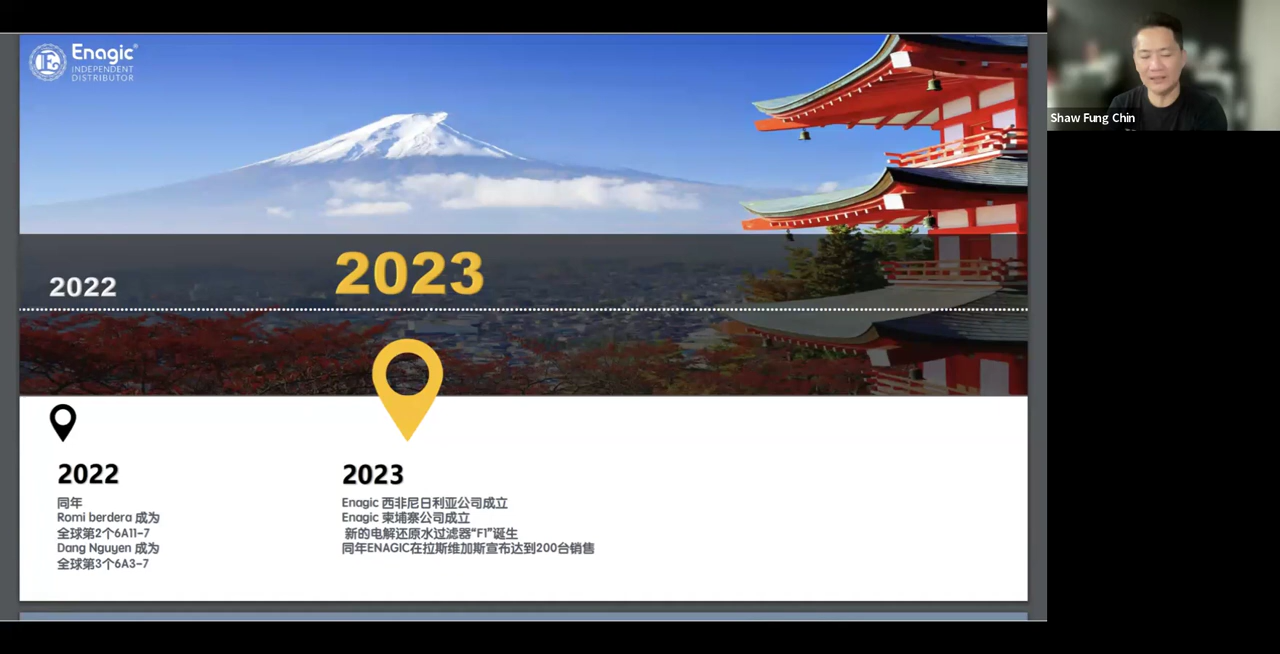 Enagic®
INDEPENDENT
DISTRIBUTOR
Shaw Fung Chin
2022
2023
2022
同年
Romi berdera 成为
全球第2个6A11-7
Dang Nguyen 成为
全球第3个6A3-7
2023
Enagic 西非尼日利亚公司成立
Enagic 柬埔寨公司成立
新的电解还原水过滤器“F1”诞生
同年ENAGIC在拉斯维加斯宣布达到200台销售